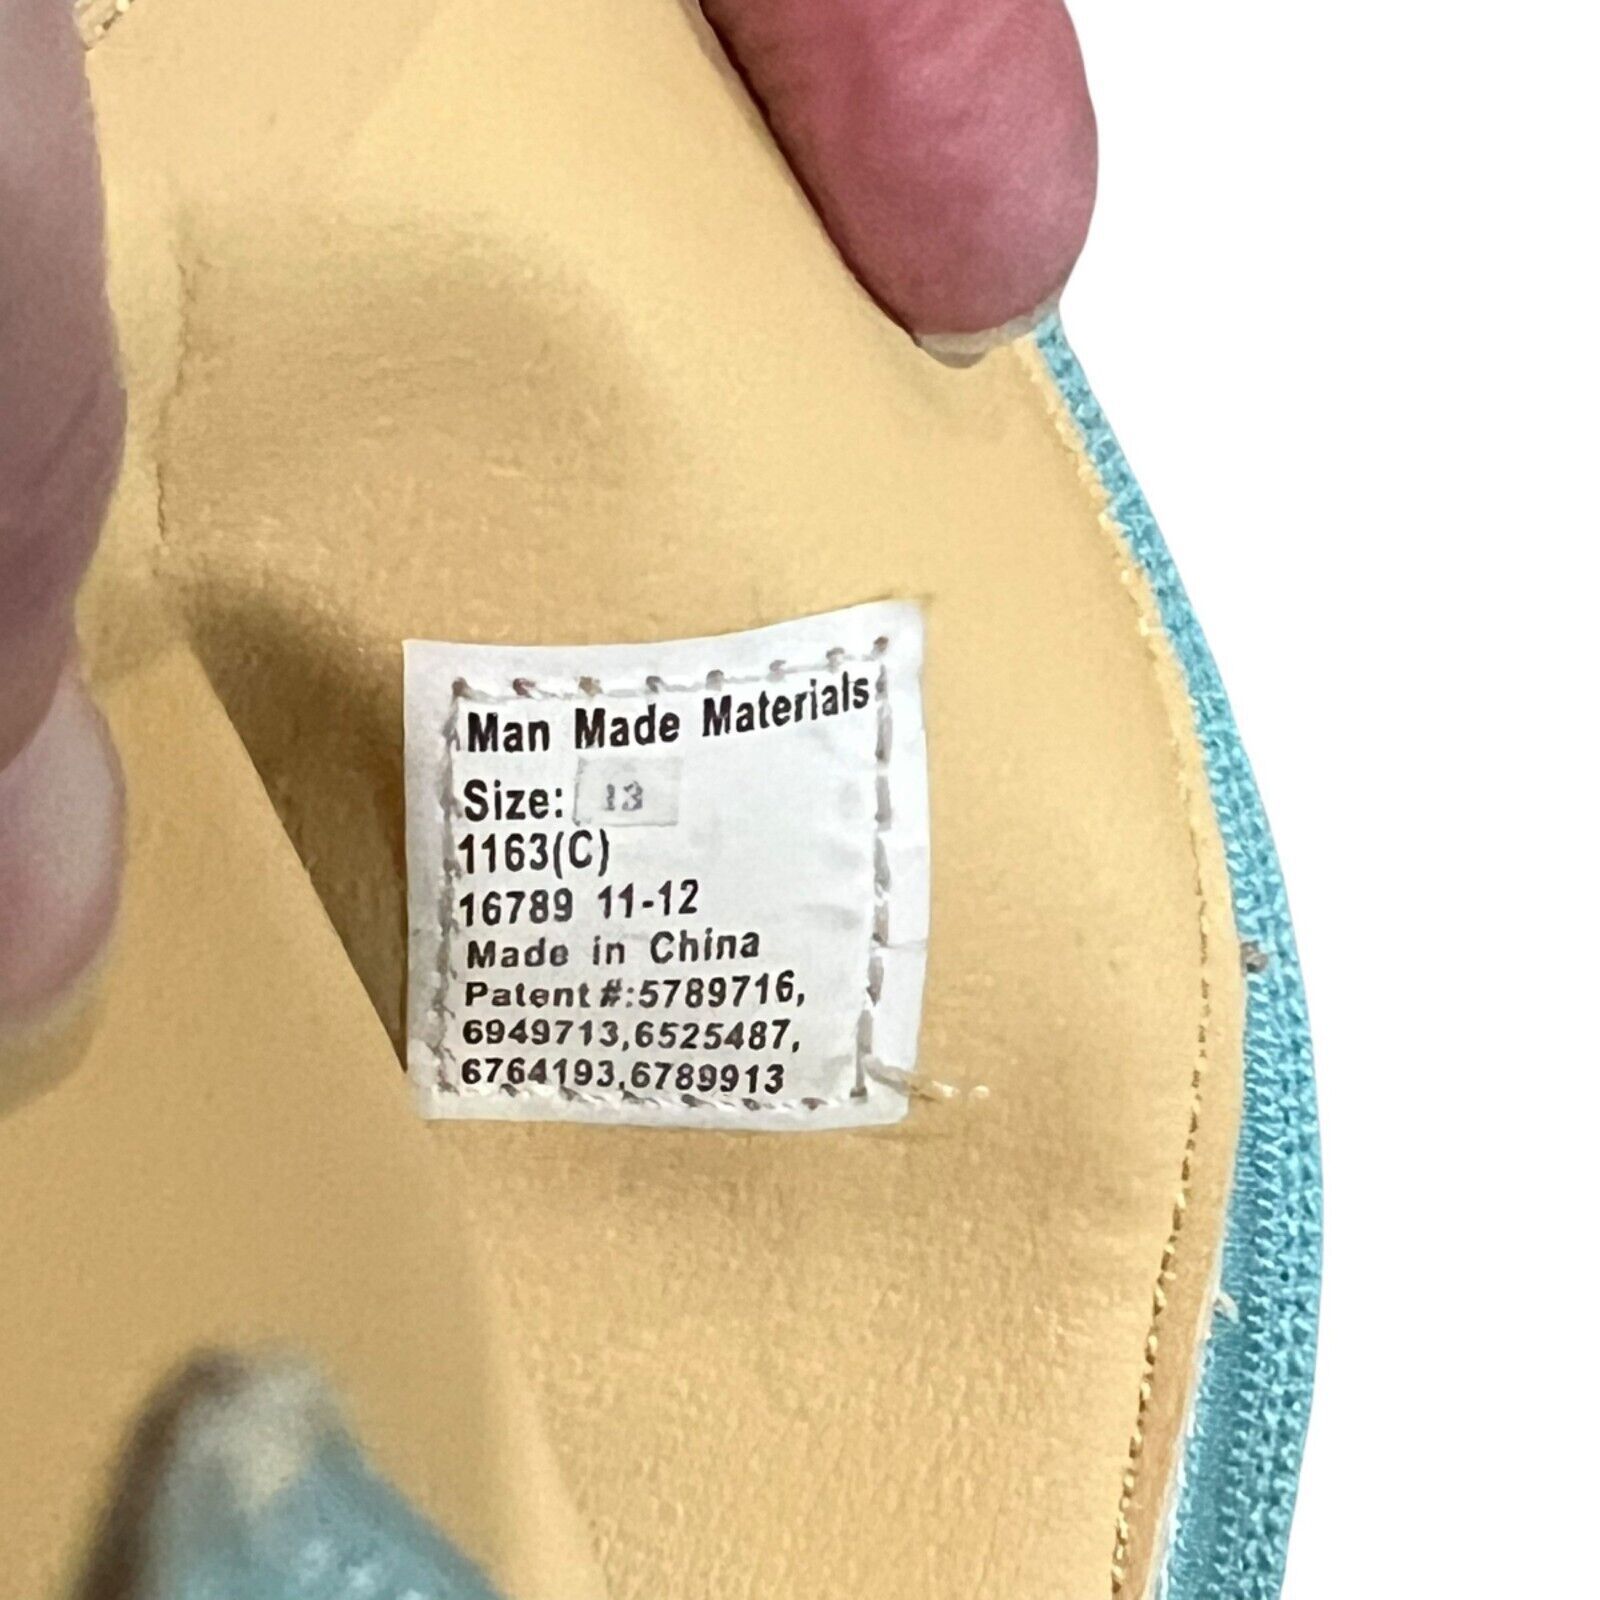 Man Made Materials
Size: 13
1163(C)
16789 11-12
Made in China
Patent #:5789716,
6949713,6525487,
6764193,6789913